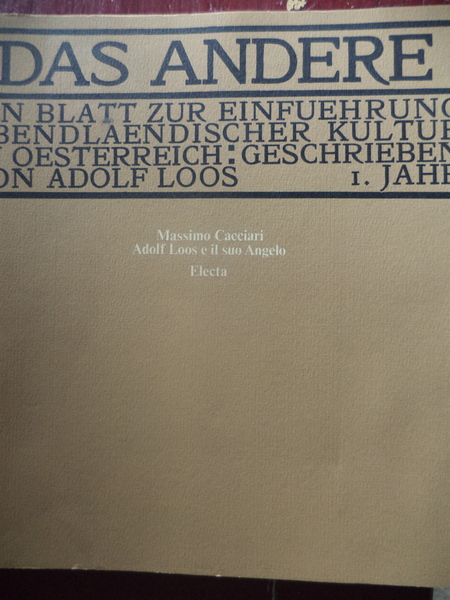 DAS ANDERE
IN BLATT ZUR EINFUEHRUNG
BENDLAENDISCHER KULTUR
OESTERREICH: GESCHRIEBEN
ON ADOLF LOOS 1. JAHR
Massimo Cacciari
Adolf Loos e il suo Angelo
Electa